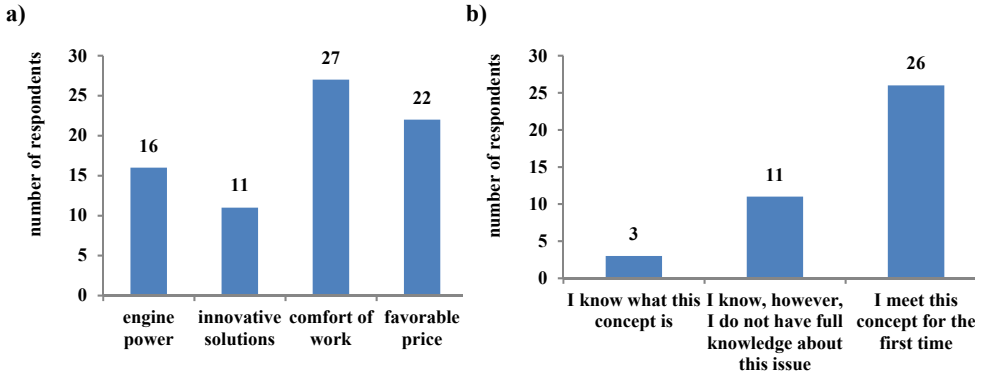 a)
number of respondents
30
25
20
15
10
5
0
16
11
27
22
engine
power
innovative
solutions
comfort of
work
favorable
price
b)
number of respondents
30
25
20
15
10
5
0
3
11
26
I know what this
concept is
I know, however,
I do not have full
knowledge about
this issue
I meet this
concept for the
first time